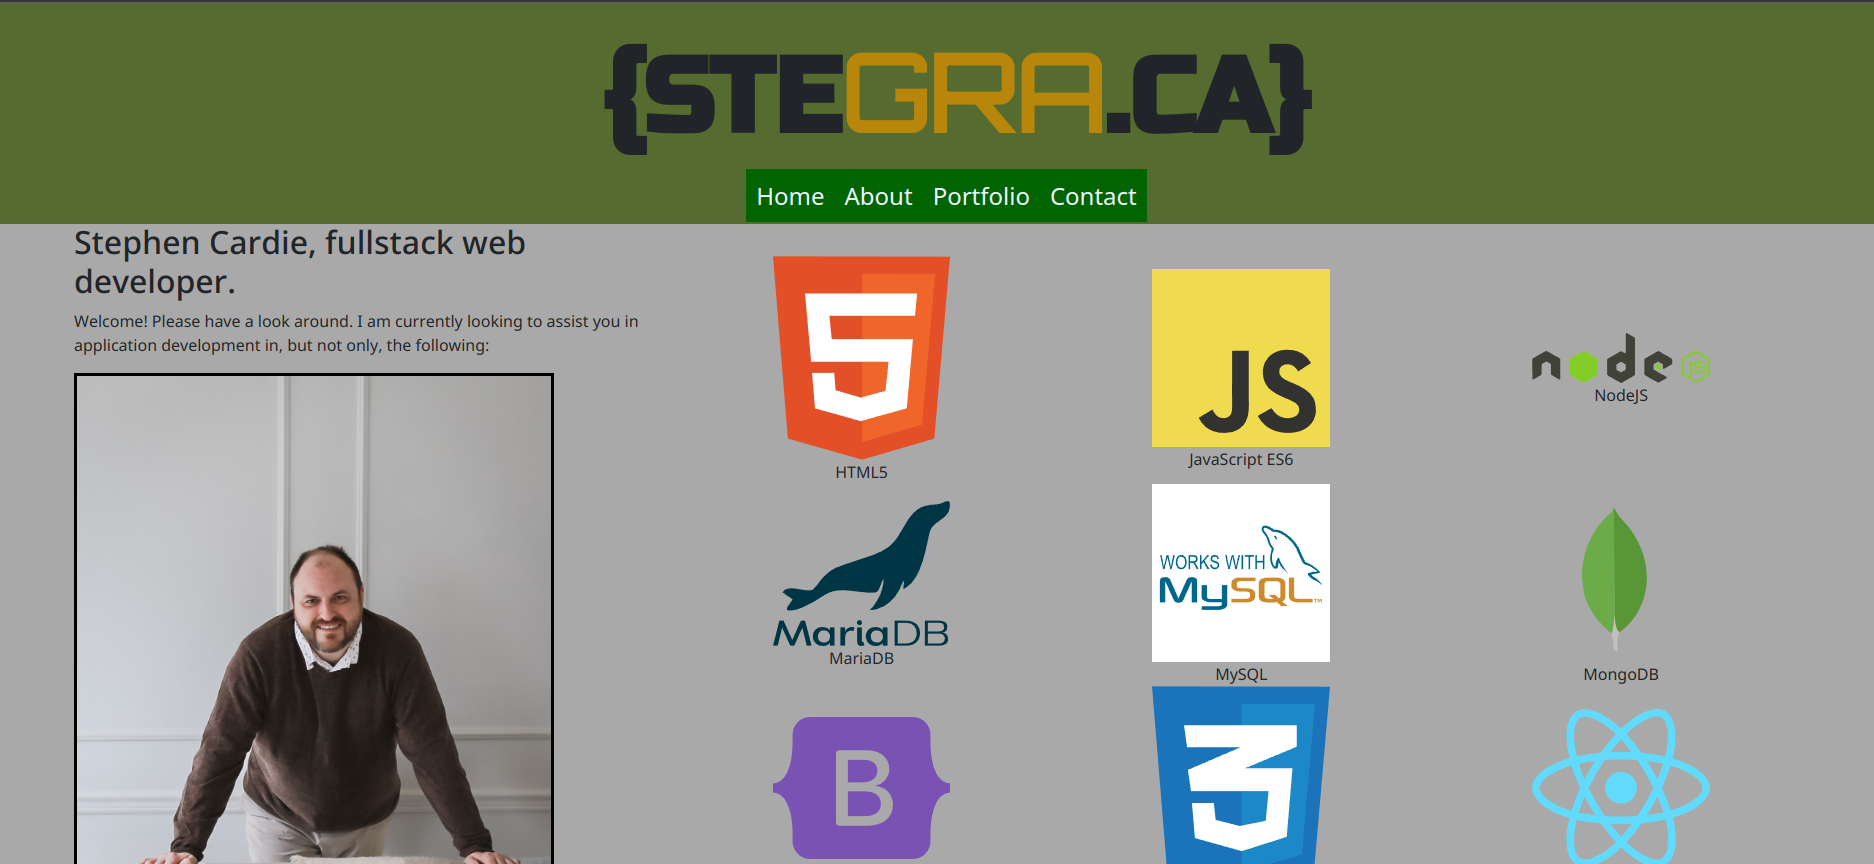 {STEGRA.CA}
Home About Portfolio Contact
Stephen Cardie, fullstack web
developer.
Welcome! Please have a look around. I am currently looking to assist you in
application development in, but not only, the following:
5
HTML5
JS
JavaScript ES6
node JS
NodeJS
MariaDB
MariaDB
WORKS WITH
MySQL™
MySQL
MongoDB
B
3